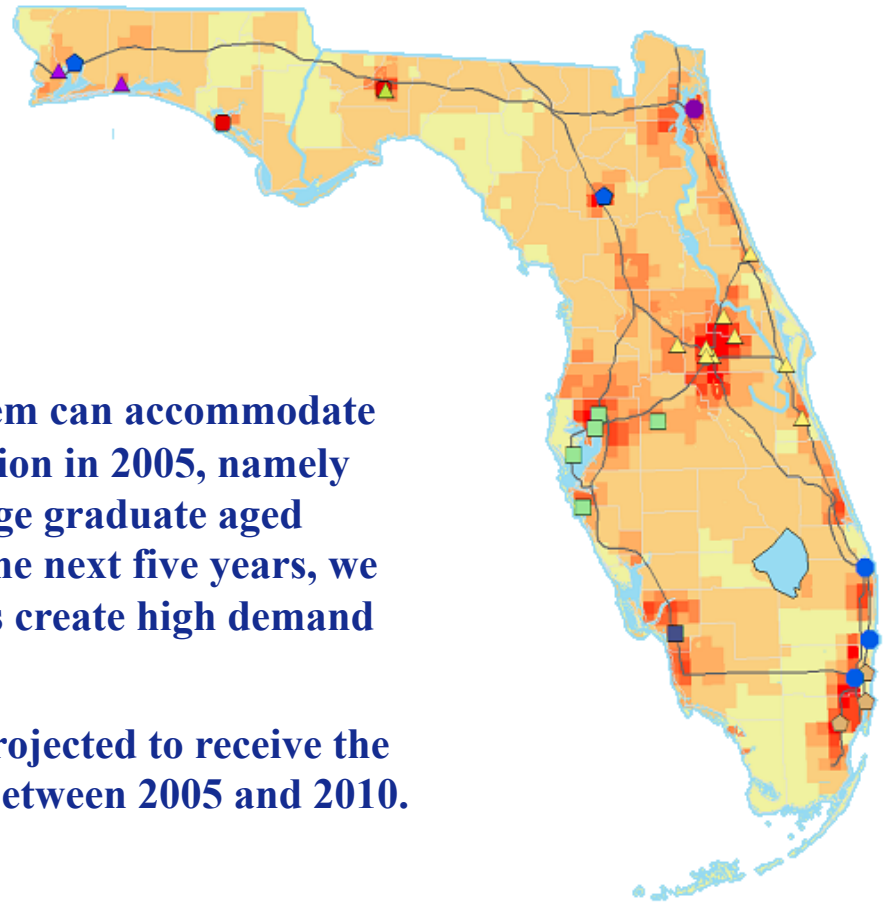 em can accommodate
ion in 2005, namely
ge graduate aged
he next five years, we
s create high demand
rojected to receive the
between 2005 and 2010.